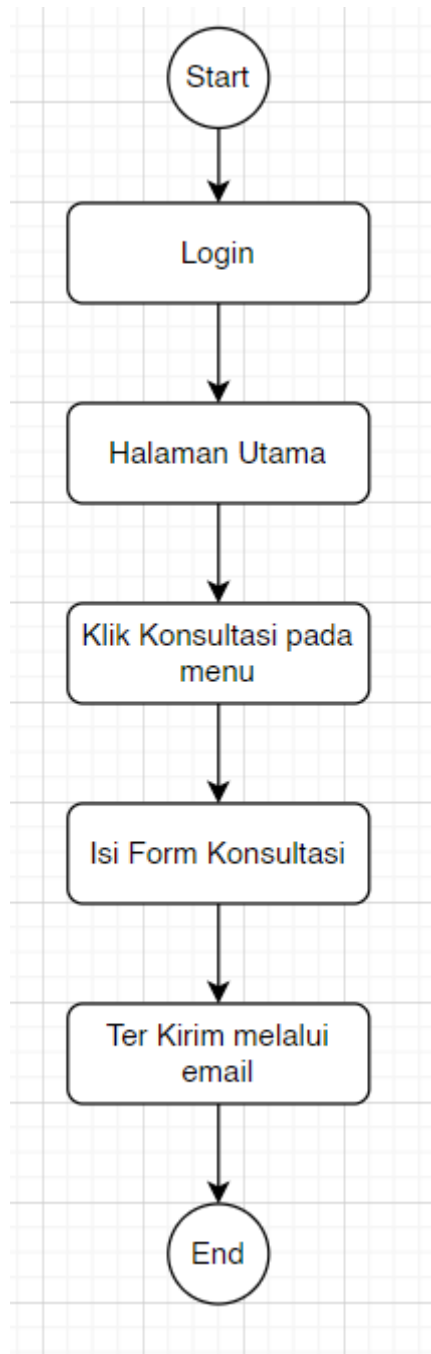 Start
Login
Halaman Utama
Klik Konsultasi pada
menu
Isi Form Konsultasi
Ter Kirim melalui
email
End